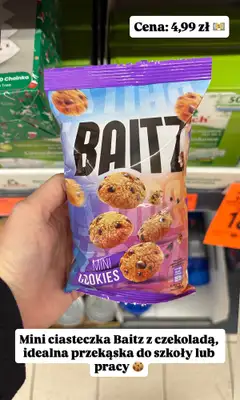 Cena: 4,99 zł 💵
BAITZ
MINI
COOKIES
Mini ciasteczka Baitz z czekoladą,
idealna przekąska do szkoły lub
pracy 🍪